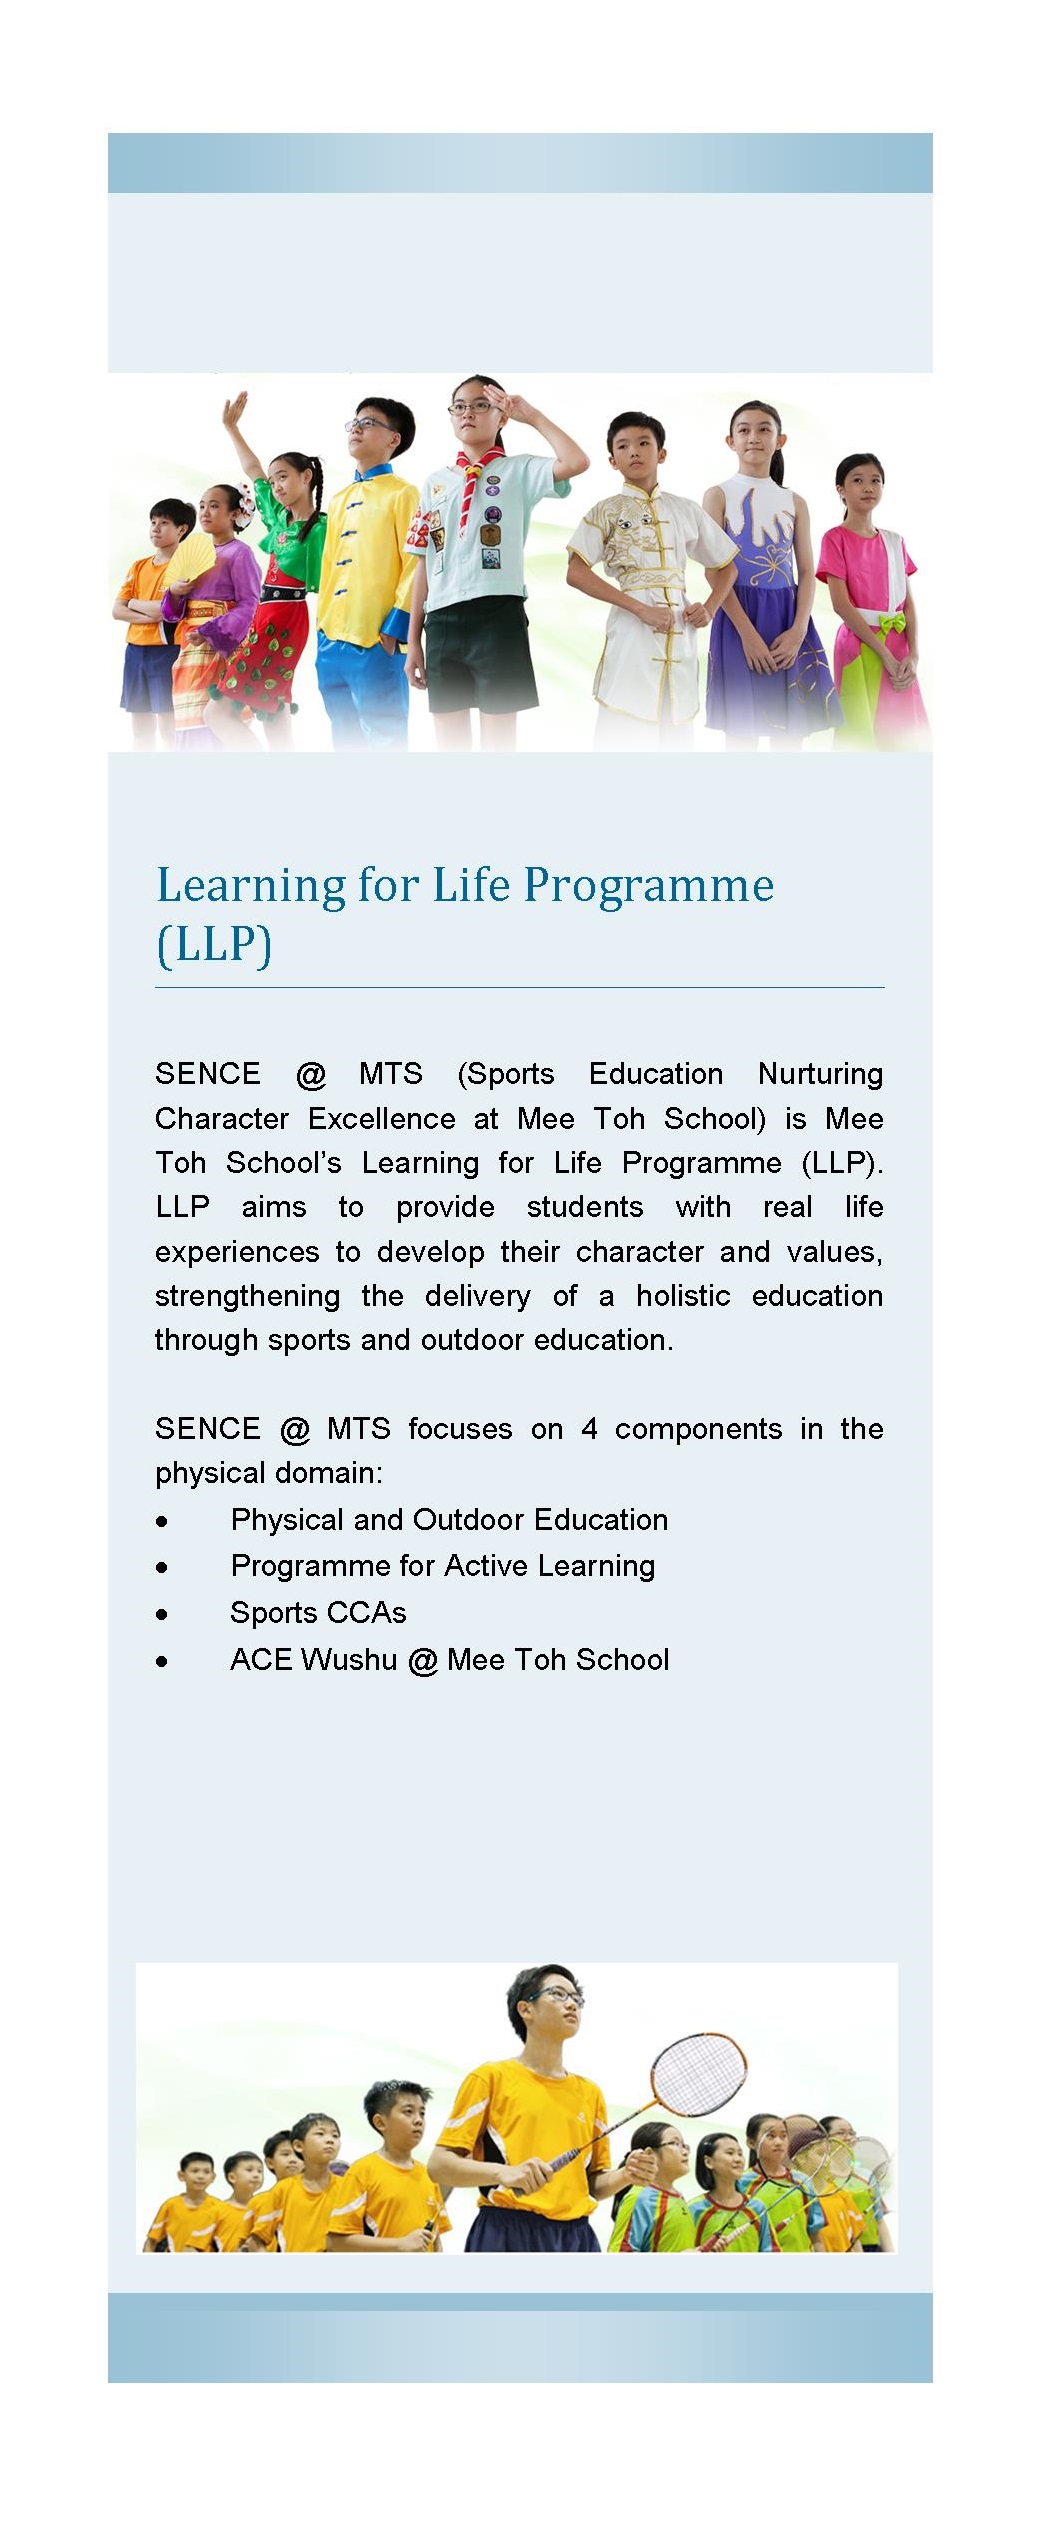 Learning for Life Programme
(LLP)
SENCE @ MTS (Sports Education Nurturing
Character Excellence at Mee Toh School) is Mee
Toh School’s Learning for Life Programme (LLP).
LLP aims to provide students with real life
experiences to develop their character and values,
strengthening the delivery of a holistic education
through sports and outdoor education.
SENCE @ MTS focuses on 4 components in the
physical domain:
• Physical and Outdoor Education
• Programme for Active Learning
• Sports CCAs
• ACE Wushu @ Mee Toh School